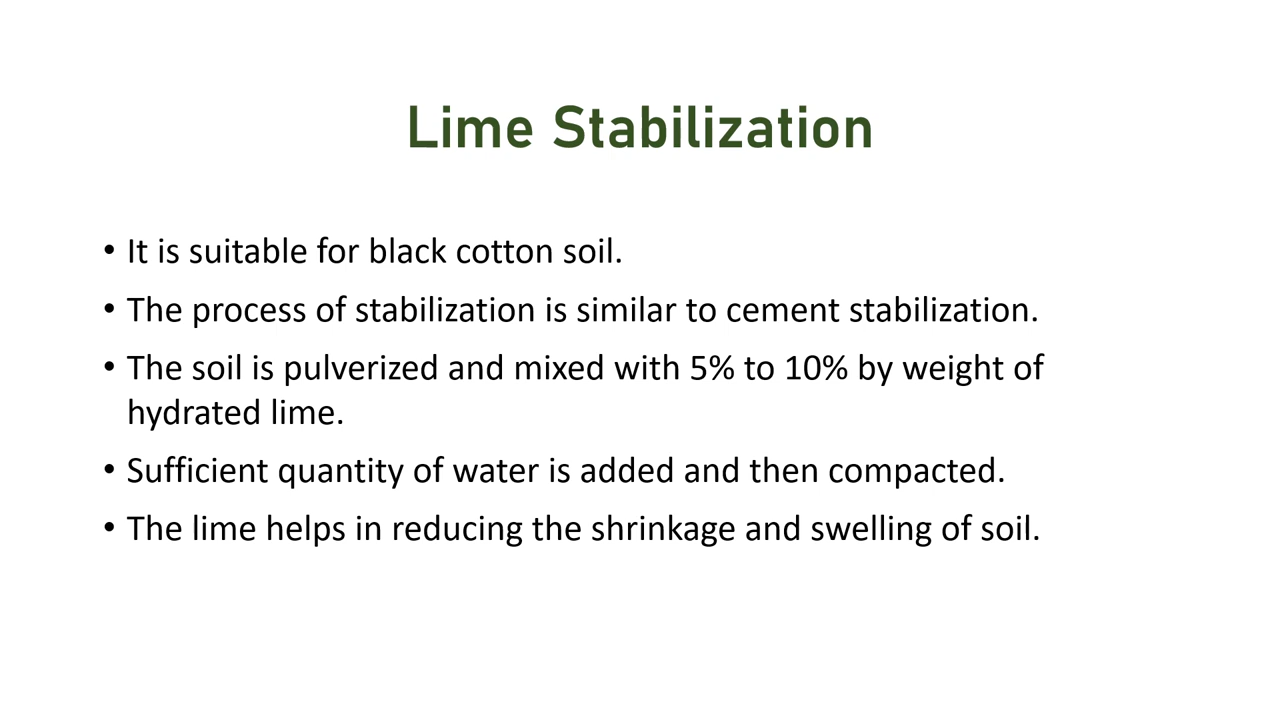 Lime Stabilization
• It is suitable for black cotton soil.
• The process of stabilization is similar to cement stabilization.
• The soil is pulverized and mixed with 5% to 10% by weight of
hydrated lime.
• Sufficient quantity of water is added and then compacted.
• The lime helps in reducing the shrinkage and swelling of soil.